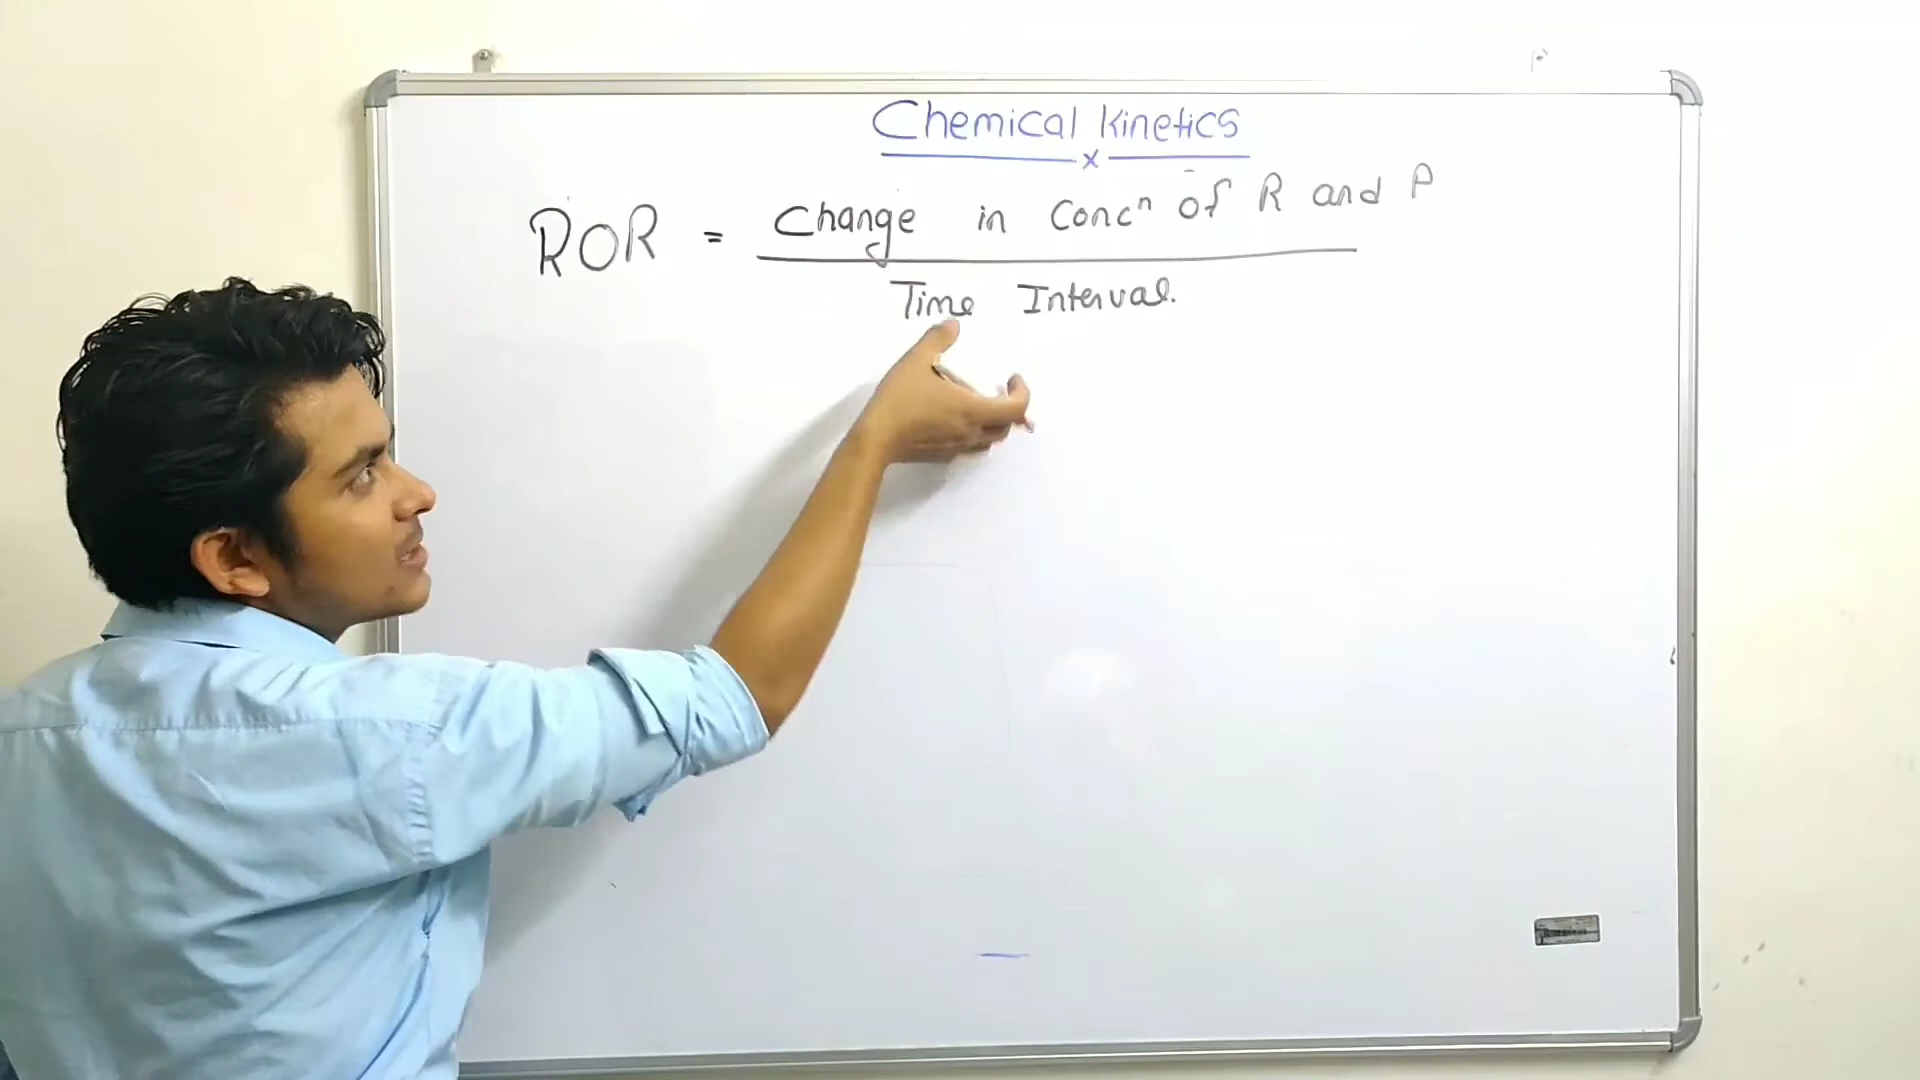 Chemical Kinetics
x
ROR = Change in Concⁿ of R and P
Time Interval.